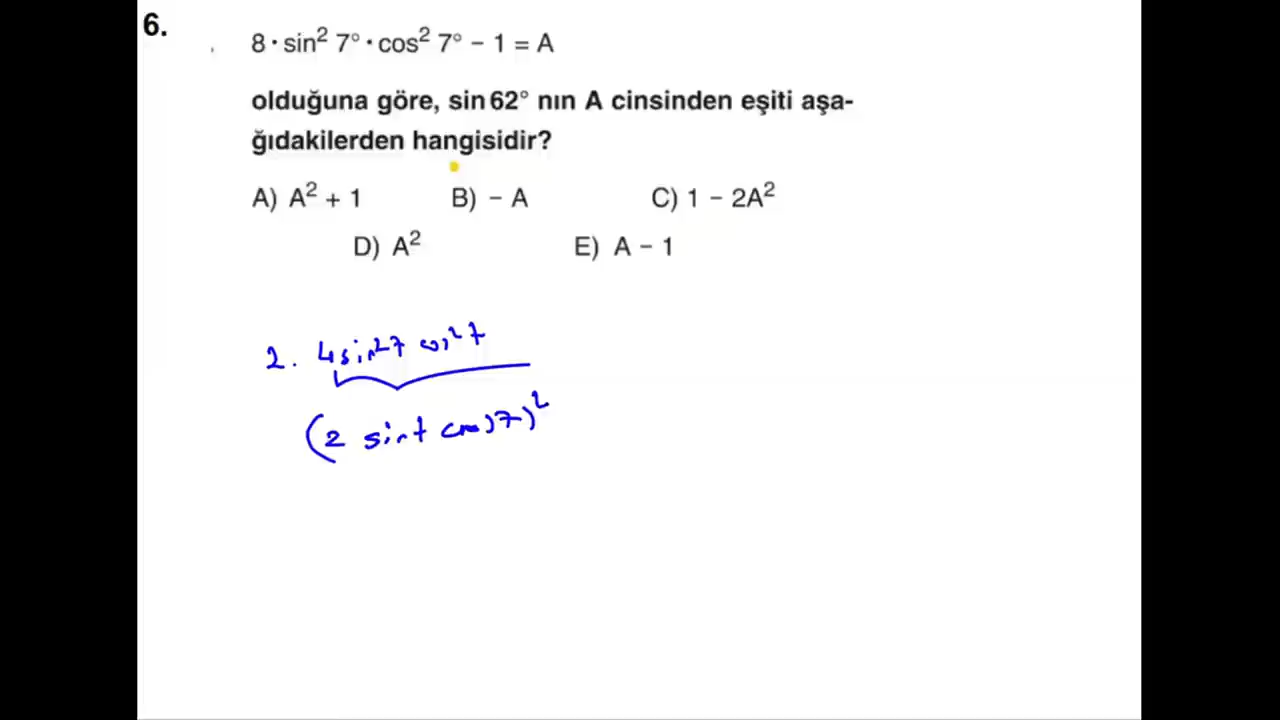 6.
8 · sin² 7° · cos² 7° − 1 = A
olduğuna göre, sin 62° nın A cinsinden eşiti aşa-
ğıdakilerden hangisidir?
A) A² + 1 B) − A C) 1 − 2A²
D) A² E) A − 1
2. 4sin²7 cos²7
(2 sin7 cos7)²